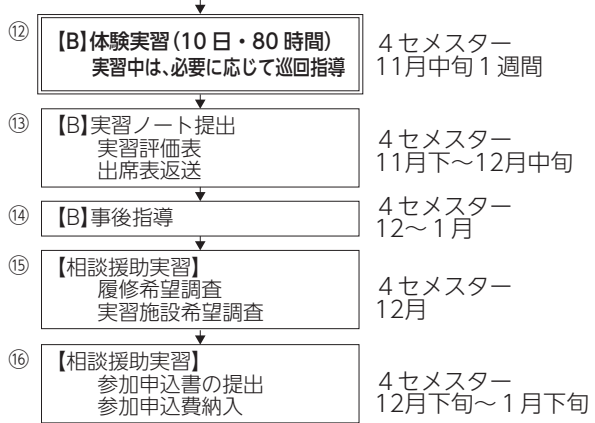 ⑫
【B】体験実習(10日・80時間)
実習中は、必要に応じて巡回指導
4セメスター
11月中旬1週間
⑬
【B】実習ノート提出
実習評価表
出席表返送
4セメスター
11月下～12月中旬
⑭
【B】事後指導
4セメスター
12～1月
⑮
【相談援助実習】
履修希望調査
実習施設希望調査
4セメスター
12月
⑯
【相談援助実習】
参加申込書の提出
参加申込費納入
4セメスター
12月下旬～1月下旬